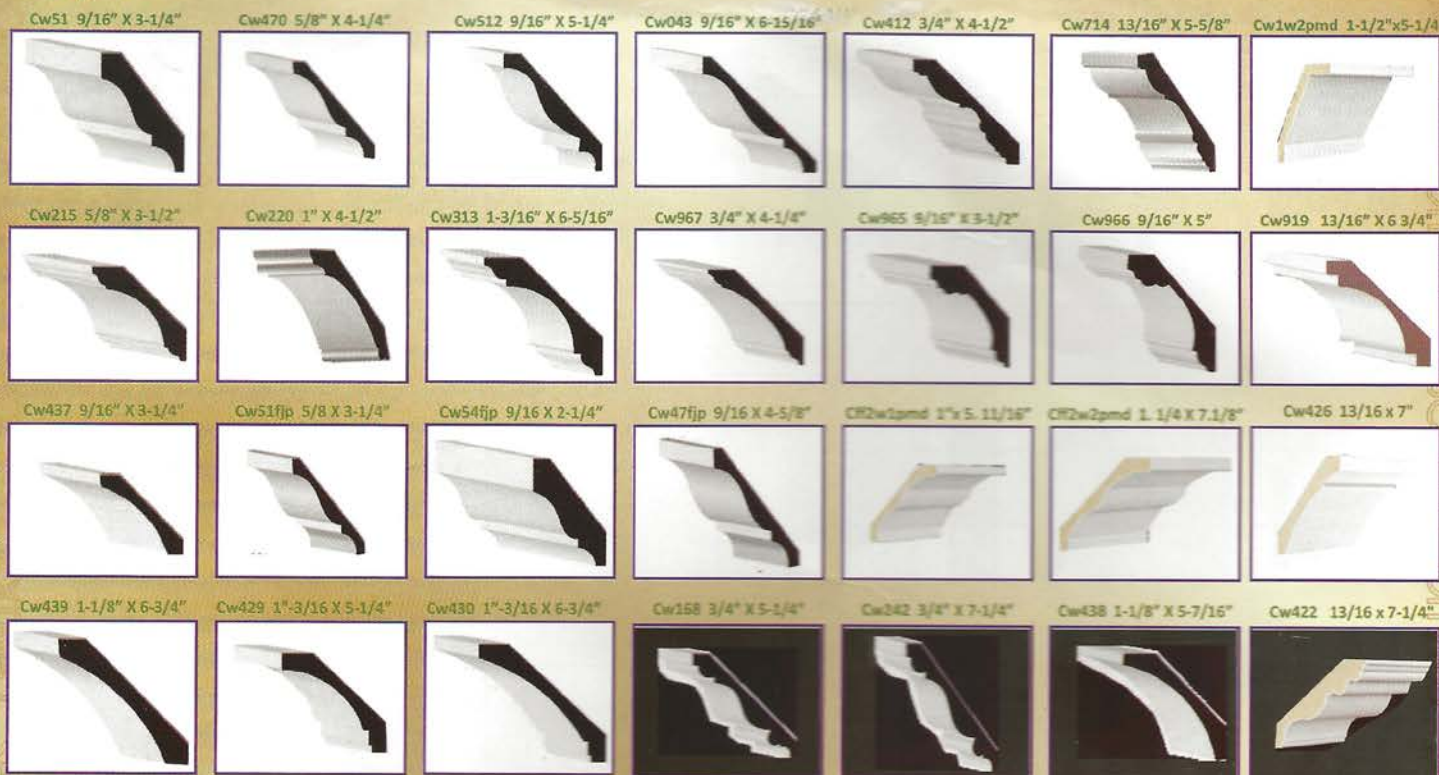 Cw51 9/16" X 3-1/4" Cw470 5/8" X 4-1/4" Cw512 9/16" X 5-1/4" Cw043 9/16" X 6-15/16" Cw412 3/4" X 4-1/2" Cw714 13/16" X 5-5/8" Cw1w2pmd 1-1/2"x5-1/4
Cw215 5/8" X 3-1/2" Cw220 1" X 4-1/2" Cw313 1-3/16" X 6-5/16" Cw967 3/4" X 4-1/4" Cw965 9/16" X 3-1/2" Cw966 9/16" X 5" Cw919 13/16" X 6 3/4"
Cw437 9/16" X 3-1/4" Cw51fjp 5/8 X 3-1/4" Cw54fjp 9/16 X 2-1/4" Cw47fjp 9/16 X 4-5/8" Cff2w1pmd 1"x 5. 11/16" Cff2w2pmd 1. 1/4 X 7.1/8" Cw426 13/16 x 7"
Cw439 1-1/8" X 6-3/4" Cw429 1"-3/16 X 5-1/4" Cw430 1"-3/16 X 6-3/4" Cw168 3/4" X 5-1/4" Cw242 3/4" X 7-1/4" Cw438 1-1/8" X 5-7/16" Cw422 13/16 x 7-1/4"